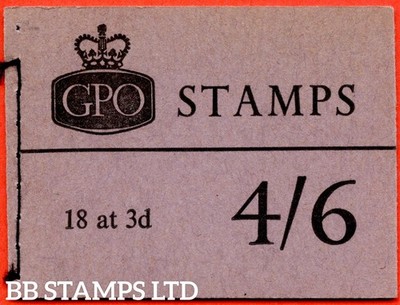 GPO STAMPS
18 at 3d 4/6
BB STAMPS LTD